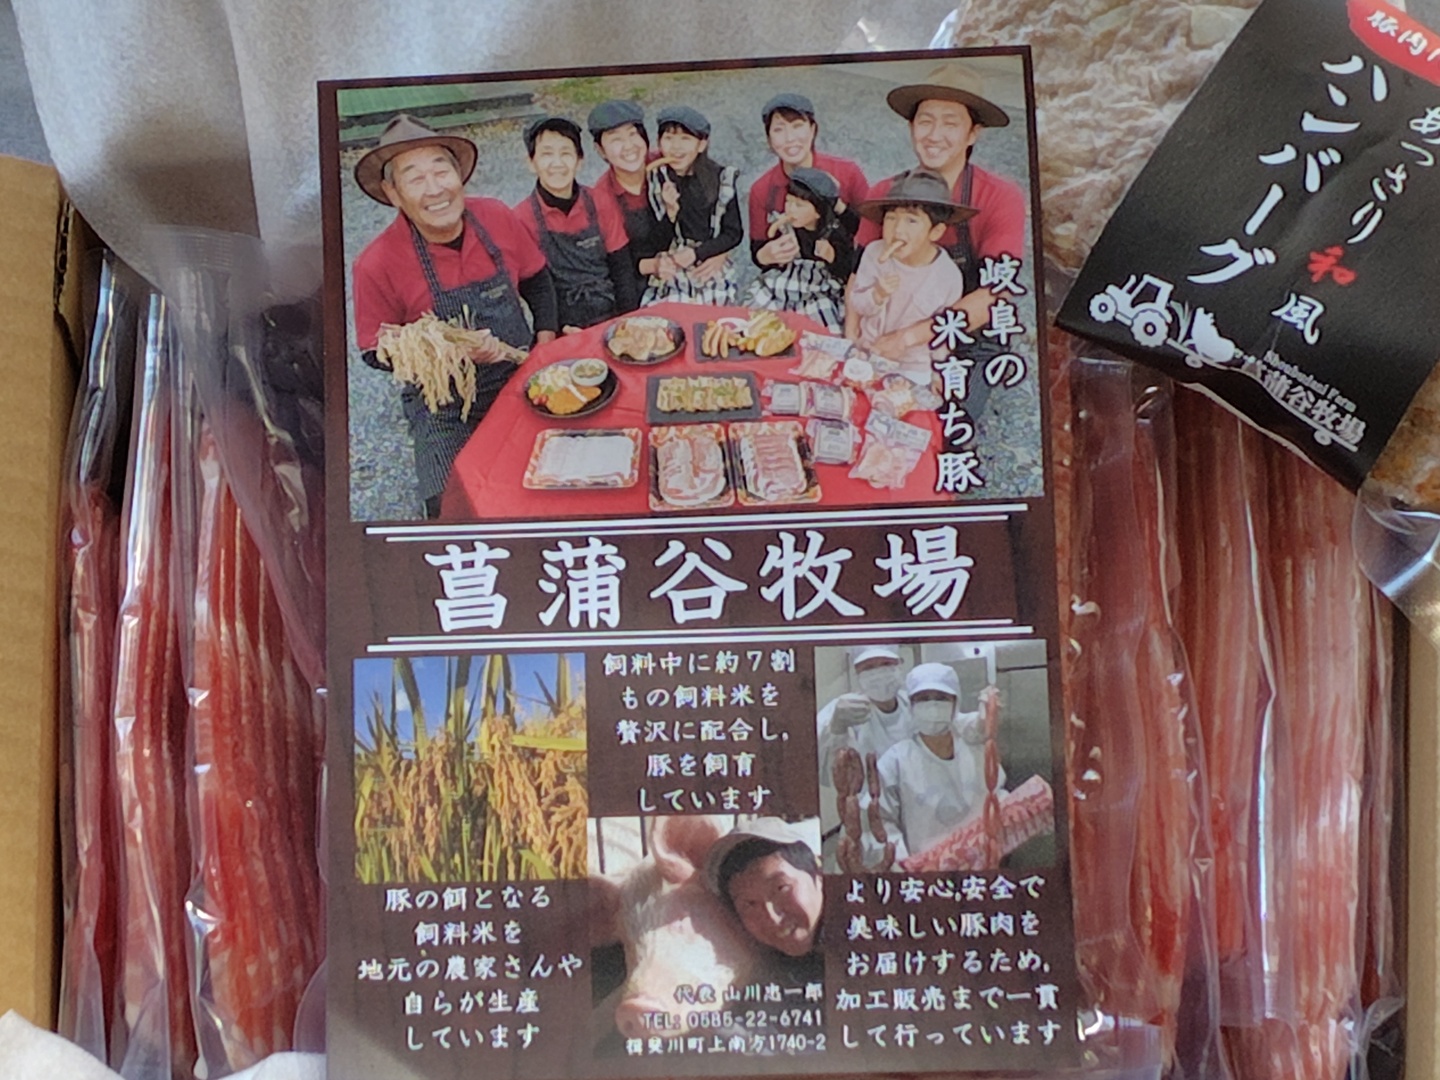 岐阜の
米育ち豚
菖蒲谷牧場
飼料中に約7割
もの飼料米を
贅沢に配合し,
豚を飼育
しています
豚の餌となる
飼料米を
地元の農家さんや
自らが生産
しています
代表 山川忠一郎
TEL: 0585-22-6741
揖斐川町上南方1740-2
より安心,安全で
美味しい豚肉を
お届けするため,
加工販売まで一貫
して行っています
豚肉
あっさり和風
ハンバーグ
Shoubudani Farm
菖蒲谷牧場